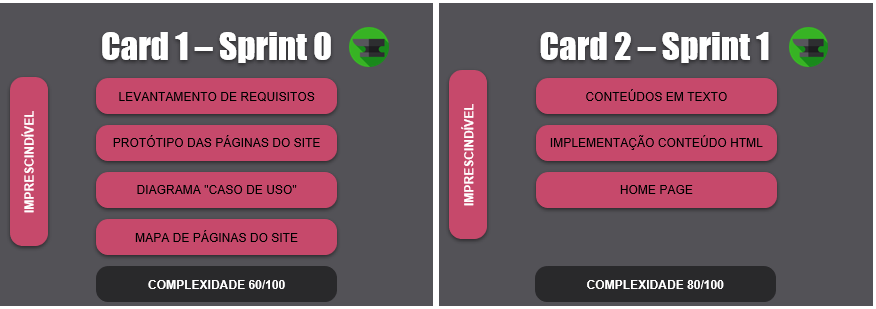 Card 1 – Sprint 0
IMPRESCINDÍVEL
LEVANTAMENTO DE REQUISITOS
PROTÓTIPO DAS PÁGINAS DO SITE
DIAGRAMA "CASO DE USO"
MAPA DE PÁGINAS DO SITE
COMPLEXIDADE 60/100
Card 2 – Sprint 1
IMPRESCINDÍVEL
CONTEÚDOS EM TEXTO
IMPLEMENTAÇÃO CONTEÚDO HTML
HOME PAGE
COMPLEXIDADE 80/100